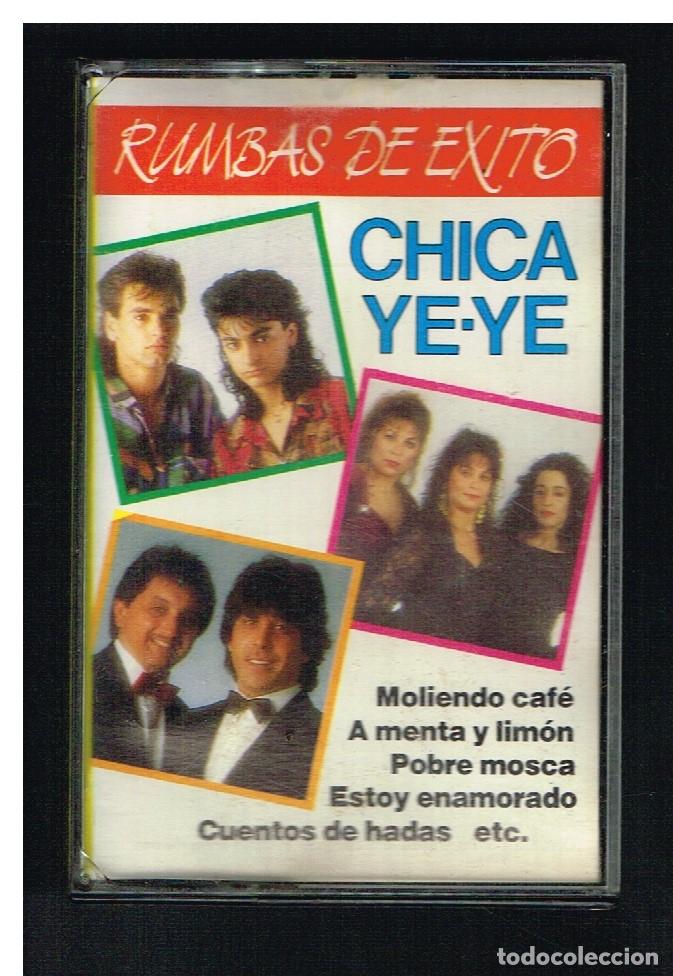 RUMBAS DE EXITO
CHICA
YE-YE
Moliendo café
A menta y limón
Pobre mosca
Estoy enamorado
Cuentos de hadas etc.
todocoleccion